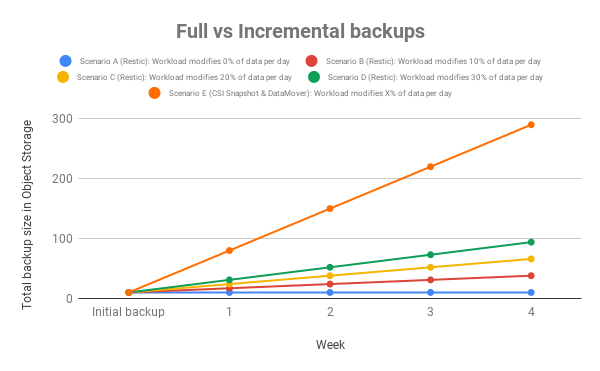 Full vs Incremental backups
Scenario A (Restic): Workload modifies 0% of data per day
Scenario B (Restic): Workload modifies 10% of data per day
Scenario C (Restic): Workload modifies 20% of data per day
Scenario D (Restic): Workload modifies 30% of data per day
Scenario E (CSI Snapshot & DataMover): Workload modifies X% of data per day
Total backup size in Object Storage
300
200
100
0
Initial backup
1
2
3
4
Week